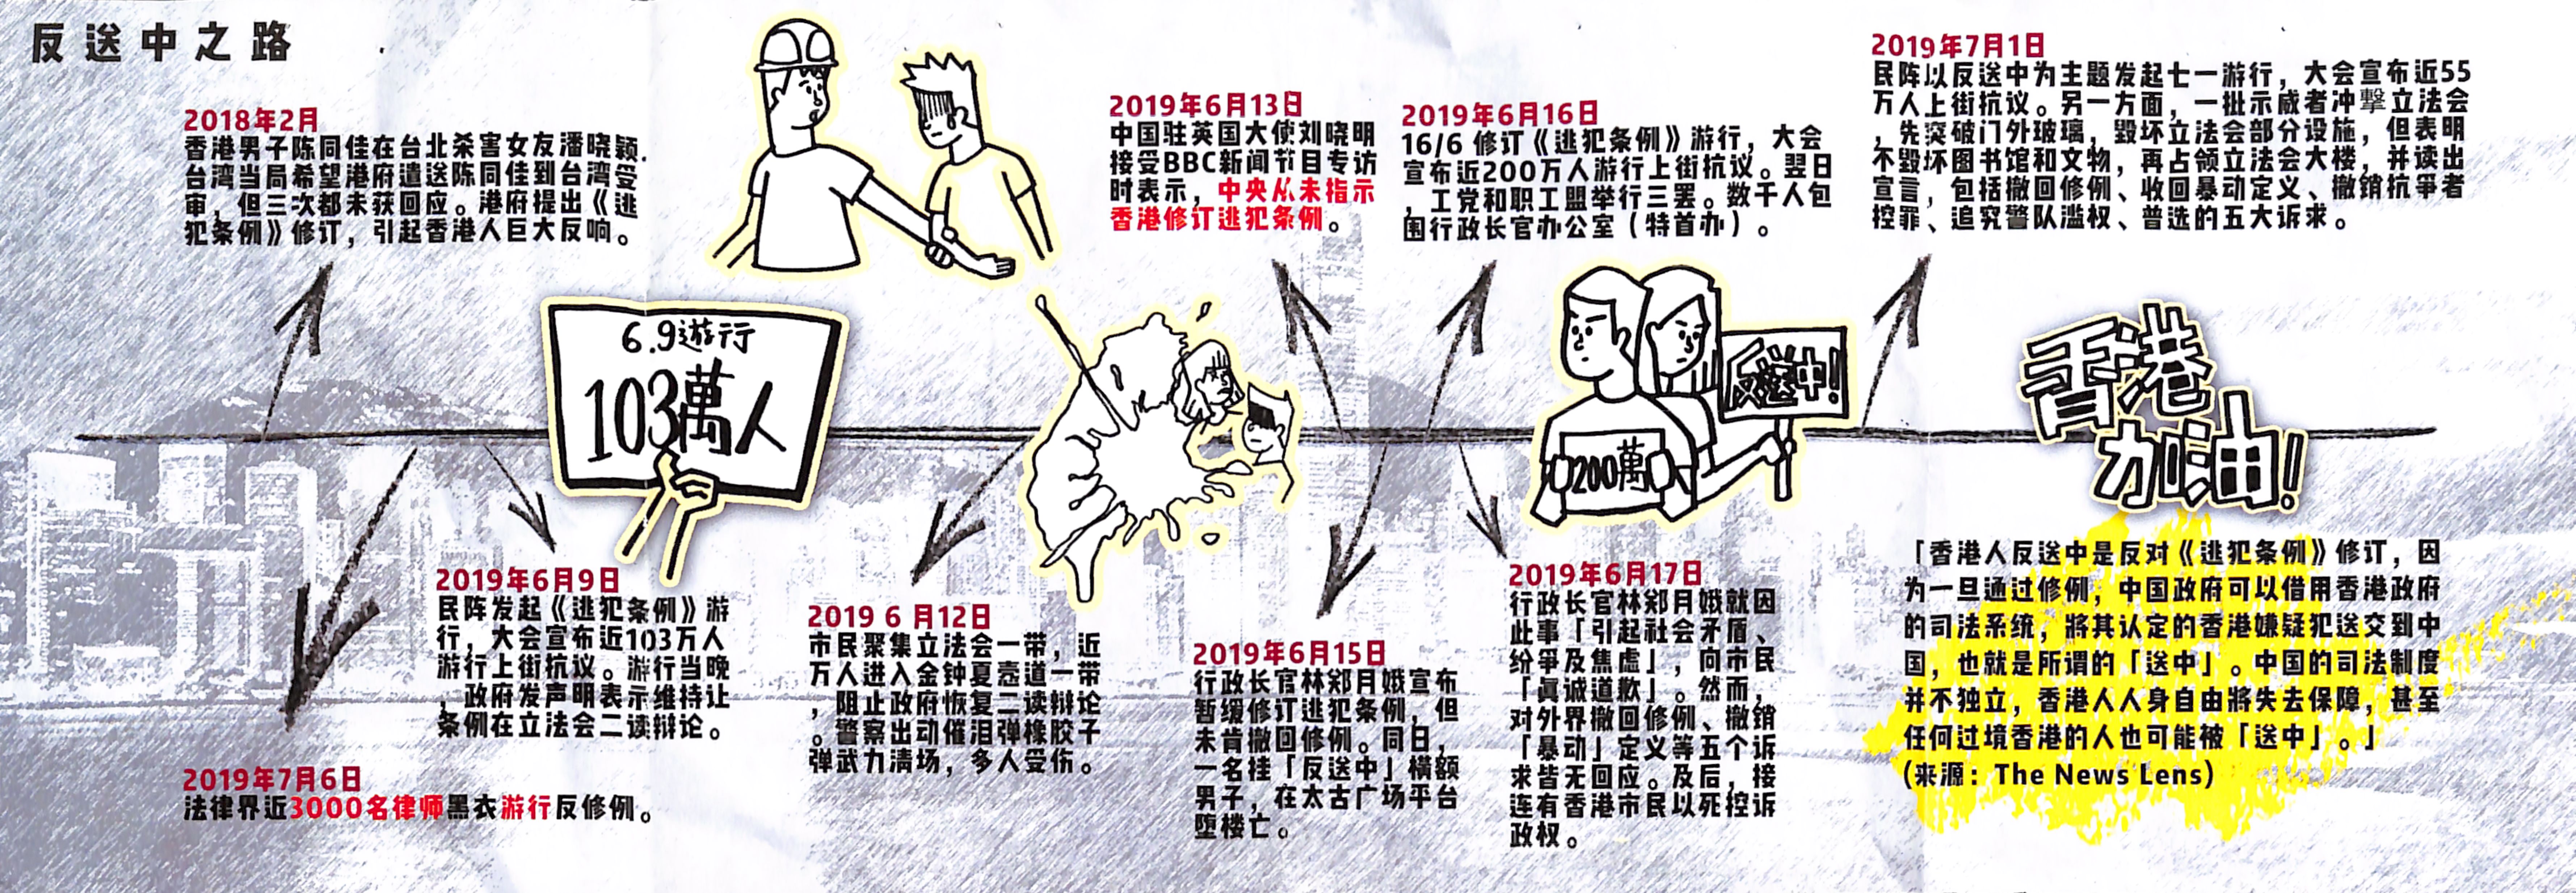 反送中之路
2018年2月
香港男子陈同佳在台北杀害女友潘晓颖.
台湾当局希望港府遣送陈同佳到台湾受
审，但三次都未获回应。港府提出《逃
犯条例》修订，引起香港人巨大反响。
2019年7月6日
法律界近3000名律师黑衣游行反修例。
2019年6月9日
民阵发起《逃犯条例》游
行，大会宣布近103万人
游行上街抗议。游行当晚
，政府发声明表示维持让
条例在立法会二读辩论。
6.9遊行
103萬人
2019 6 月12日
市民聚集立法会一带，近
万人进入金钟夏悫道一带
，阻止政府恢复二读辩论
。警察出动催泪弹橡胶子
弹武力清场，多人受伤。
2019年6月13日
中国驻英国大使刘晓明
接受BBC新闻节目专访
时表示，中央从未指示
香港修订逃犯条例。
2019年6月15日
行政长官林郑月娥宣布
暂缓修订逃犯条例，但
未肯撤回修例。同日，
一名挂「反送中」横额
男子，在太古广场平台
堕楼亡。
2019年6月16日
16/6 修订《逃犯条例》游行，大会
宣布近200万人游行上街抗议。翌日
，工党和职工盟举行三罢。数千人包
围行政长官办公室（特首办）。
2019年6月17日
行政长官林郑月娥就因
此事「引起社会矛盾、
纷争及焦虑」，向市民
「真诚道歉」。然而，
对外界撤回修例、撤销
「暴动」定义等五个诉
求皆无回应。及后，接
连有香港市民以死控诉
政权。
反送中!
200萬
2019年7月1日
民阵以反送中为主题发起七一游行，大会宣布近55
万人上街抗议。另一方面，一批示威者冲擊立法会
，先突破门外玻璃，毁坏立法会部分设施，但表明
不毁坏图书馆和文物，再占领立法会大楼，并读出
宣言，包括撤回修例、收回暴动定义、撤銷抗爭者
控罪、追究警队滥权、普选的五大诉求。
香港
加油!
「香港人反送中是反对《逃犯条例》修订，因
为一旦通过修例，中国政府可以借用香港政府
的司法系统，將其认定的香港嫌疑犯送交到中
国，也就是所谓的「送中」。中国的司法制度
并不独立，香港人人身自由將失去保障，甚至
任何过境香港的人也可能被「送中」。」
(来源：The News Lens)